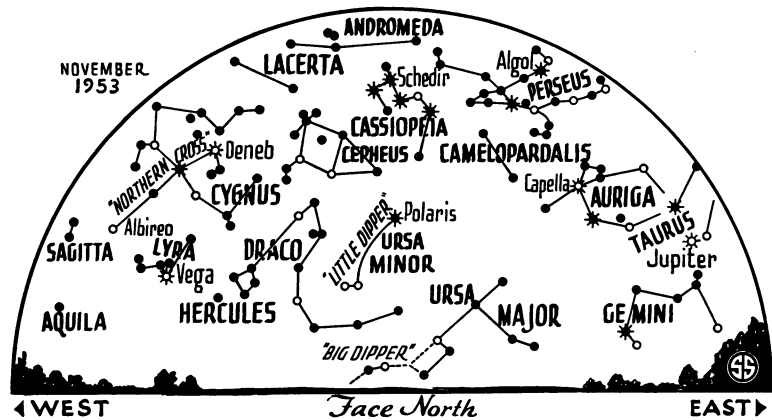 ANDROMEDA
LACERTA
NOVEMBER
1953
Schedir
Algol
PERSEUS
CASSIOPEIA
CEPHEUS
CAMELOPARDALIS
"NORTHERN CROSS"
Deneb
CYGNUS
Capella
AURIGA
Albireo
"LITTLE DIPPER"
Polaris
TAURUS
SAGITTA
LYRA
DRACO
URSA
MINOR
Jupiter
Vega
HERCULES
URSA
MAJOR
GEMINI
AQUILA
"BIG DIPPER"
SS
WEST
Face North
EAST